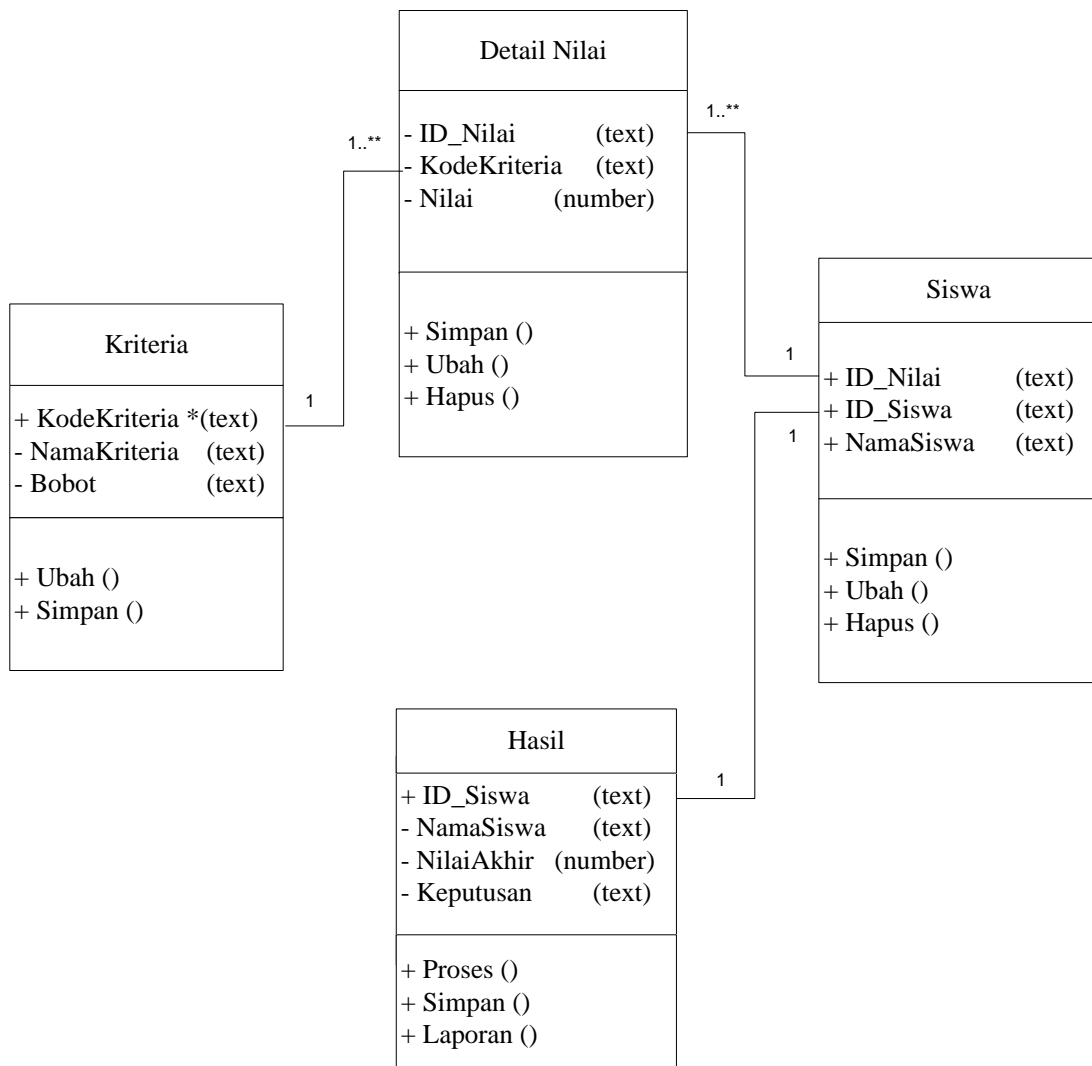 Detail Nilai
- ID_Nilai (text)
- KodeKriteria (text)
- Nilai (number)
+ Simpan ()
+ Ubah ()
+ Hapus ()
1..**
1..**
Kriteria
+ KodeKriteria *(text)
- NamaKriteria (text)
- Bobot (text)
+ Ubah ()
+ Simpan ()
1
Siswa
+ ID_Nilai (text)
+ ID_Siswa (text)
+ NamaSiswa (text)
+ Simpan ()
+ Ubah ()
+ Hapus ()
1
1
Hasil
+ ID_Siswa (text)
- NamaSiswa (text)
- NilaiAkhir (number)
- Keputusan (text)
+ Proses ()
+ Simpan ()
+ Laporan ()
1